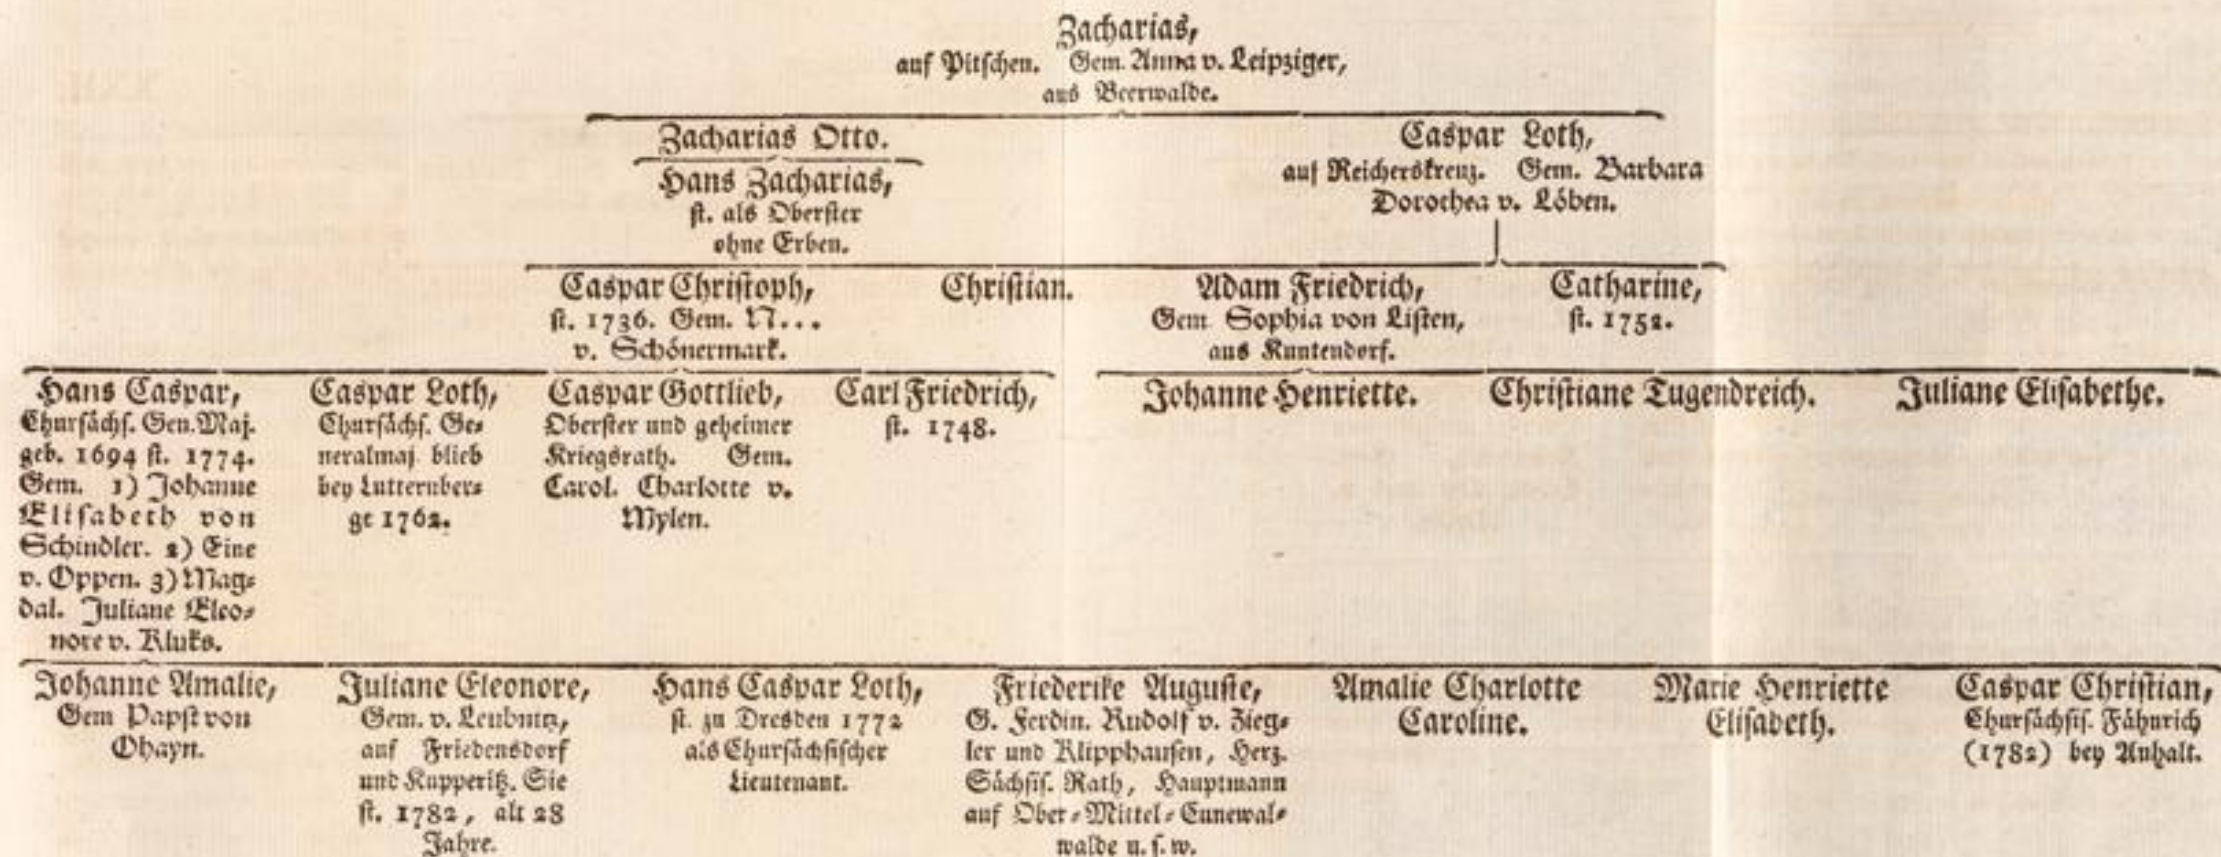 Zacharias,
auf Pitſchen. Gem. Anna v. Leipziger,
aus Beerwalde.
Zacharias Otto.
Hans Zacharias,
ſt. als Oberſter
ohne Erben.
Caspar Loth,
auf Reicherskreuz. Gem. Barbara
Dorothea v. Löben.
Caspar Chriſtoph,
ſt. 1736. Gem. N...
v. Schönermark.
Chriſtian.
Adam Friedrich,
Gem Sophia von Liſten,
aus Kuntendorf.
Catharine,
ſt. 1752.
Hans Caspar,
Churſächſ. Gen.Maj.
geb. 1694 ſt. 1774.
Gem. 1) Johanne
Eliſabeth von
Schindler. 2) Eine
v. Oppen. 3) Mag⸗
dal. Juliane Eleo⸗
nore v. Kluks.
Caspar Loth,
Churſächſ. Ge⸗
neralmaj. blieb
bey Lutternber⸗
ge 1762.
Caspar Gottlieb,
Oberſter und geheimer
Kriegsrath. Gem.
Carol. Charlotte v.
Mylen.
Carl Friedrich,
ſt. 1748.
Johanne Henriette.
Chriſtiane Tugendreich.
Juliane Eliſabethe.
Johanne Amalie,
Gem Papſt von
Ohayn.
Juliane Eleonore,
Gem. v. Leubnitz,
auf Friedensdorf
und Kupperitz. Sie
ſt. 1782, alt 28
Jahre.
Hans Caspar Loth,
ſt. zu Dresden 1772
als Churſächſiſcher
Lieutenant.
Friederike Auguſte,
G. Ferdin. Rudolf v. Zieg⸗
ler und Klipphauſen, Herz.
Sächſiſ. Rath, Hauptmann
auf Ober⸗Mittel⸗Cunewal⸗
walde u. ſ. w.
Amalie Charlotte
Caroline.
Marie Henriette
Eliſabeth.
Caspar Chriſtian,
Churſächſiſ. Fähnrich
(1782) bey Anhalt.